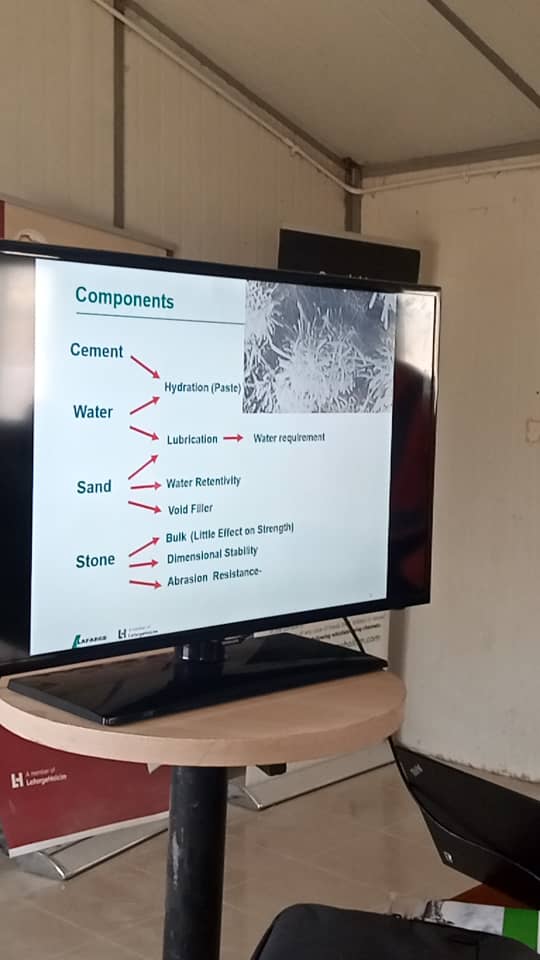 Components
Cement
Hydration (Paste)
Water
Lubrication
Water requirement
Sand
Water Retentivity
Void Filler
Bulk (Little Effect on Strength)
Stone
Dimensional Stability
Abrasion Resistance-
LAFARGE
A member of
LafargeHolcim
A member of
LafargeHolcim